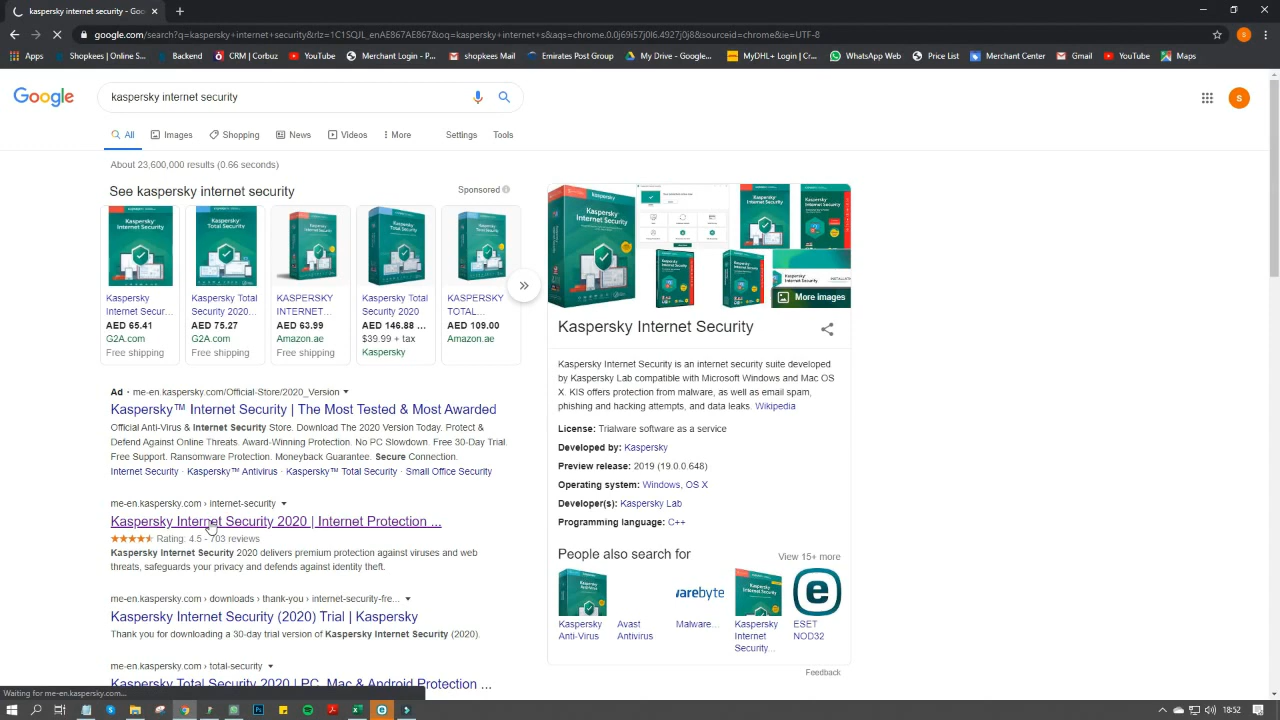 kaspersky internet security - Goo
google.com/search?q=kaspersky+internet+security&rlz=1C1SQJL_enAE867AE867&oq=kaspersky+internet+s&aqs=chrome.0.0j69i57j0l6.4927j0j8&sourceid=chrome&ie=UTF-8
Apps Shopkees | Online S... Backend CRM | Corbuz YouTube Merchant Login - P... shopkees Mail Emirates Post Group My Drive - Google... MyDHL+ Login | Cr... WhatsApp Web Price List Merchant Center Gmail YouTube Maps
Google
kaspersky internet security
All Images Shopping News Videos More Settings Tools
About 23,600,000 results (0.66 seconds)
See kaspersky internet security
Sponsored
Kaspersky Internet Secur...
AED 65.41
G2A.com
Free shipping
Kaspersky Total Security 2020...
AED 75.27
G2A.com
Free shipping
KASPERSKY INTERNET...
AED 63.99
Amazon.ae
Free shipping
Kaspersky Total Security 2020
AED 146.88 ...
$39.99 + tax
Kaspersky
KASPERSKY TOTAL...
AED 109.00
Amazon.ae
Ad · me-en.kaspersky.com/Official-Store/2020_Version
Kaspersky™ Internet Security | The Most Tested & Most Awarded
Official Anti-Virus & Internet Security Store. Download The 2020 Version Today. Protect &
Defend Against Online Threats. Award-Winning Protection. No PC Slowdown. Free 30-Day Trial.
Free Support. Ransomware Protection. Moneyback Guarantee. Secure Connection.
Internet Security · Kaspersky™ Antivirus · Kaspersky™ Total Security · Small Office Security
me-en.kaspersky.com › internet-security
Kaspersky Internet Security 2020 | Internet Protection ...
Rating: 4.5 - 703 reviews
Kaspersky Internet Security 2020 delivers premium protection against viruses and web
threats, safeguards your privacy and defends against identity theft.
me-en.kaspersky.com › downloads › thank-you › internet-security-fre...
Kaspersky Internet Security (2020) Trial | Kaspersky
Thank you for downloading a 30-day trial version of Kaspersky Internet Security (2020).
me-en.kaspersky.com › total-security
Kaspersky Total Security 2020 | PC, Mac & Android Protection ...
More images
Kaspersky Internet Security
Kaspersky Internet Security is an internet security suite developed
by Kaspersky Lab compatible with Microsoft Windows and Mac OS
X. KIS offers protection from malware, as well as email spam,
phishing and hacking attempts, and data leaks. Wikipedia
License: Trialware software as a service
Developed by: Kaspersky
Preview release: 2019 (19.0.0.648)
Operating system: Windows, OS X
Developer(s): Kaspersky Lab
Programming language: C++
People also search for
View 15+ more
Kaspersky Anti-Virus
Avast Antivirus
varebyte
Malware...
Kaspersky Internet Security...
ESET NOD32
Feedback
Waiting for me-en.kaspersky.com...
18:52